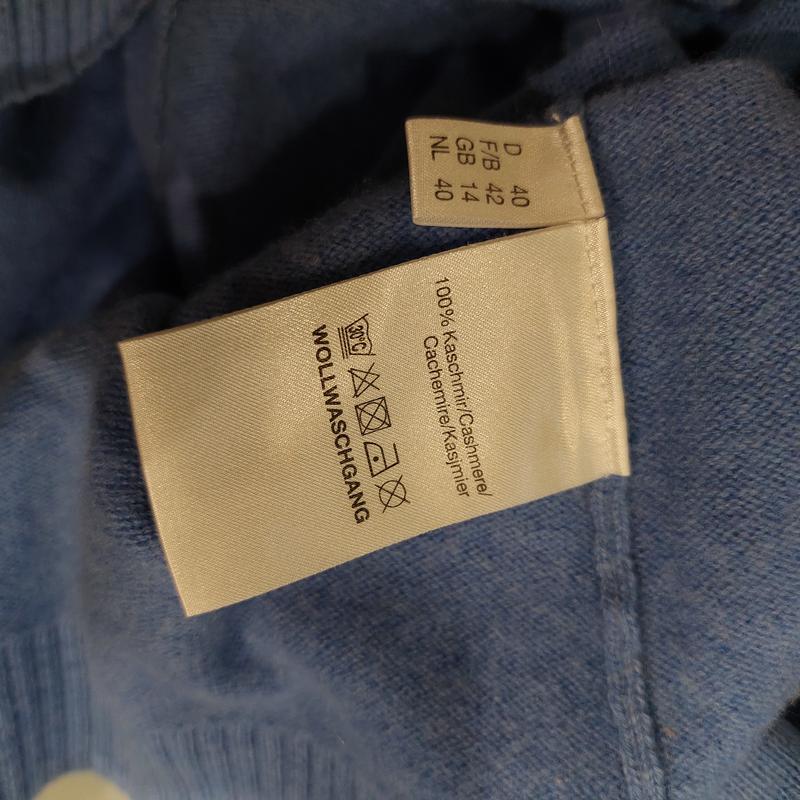 D 40
F/B 42
GB 14
NL 40
100% Kaschmir/Cashmere/
Cachemire/Kasjmier
30°C
WOLLWASCHGANG